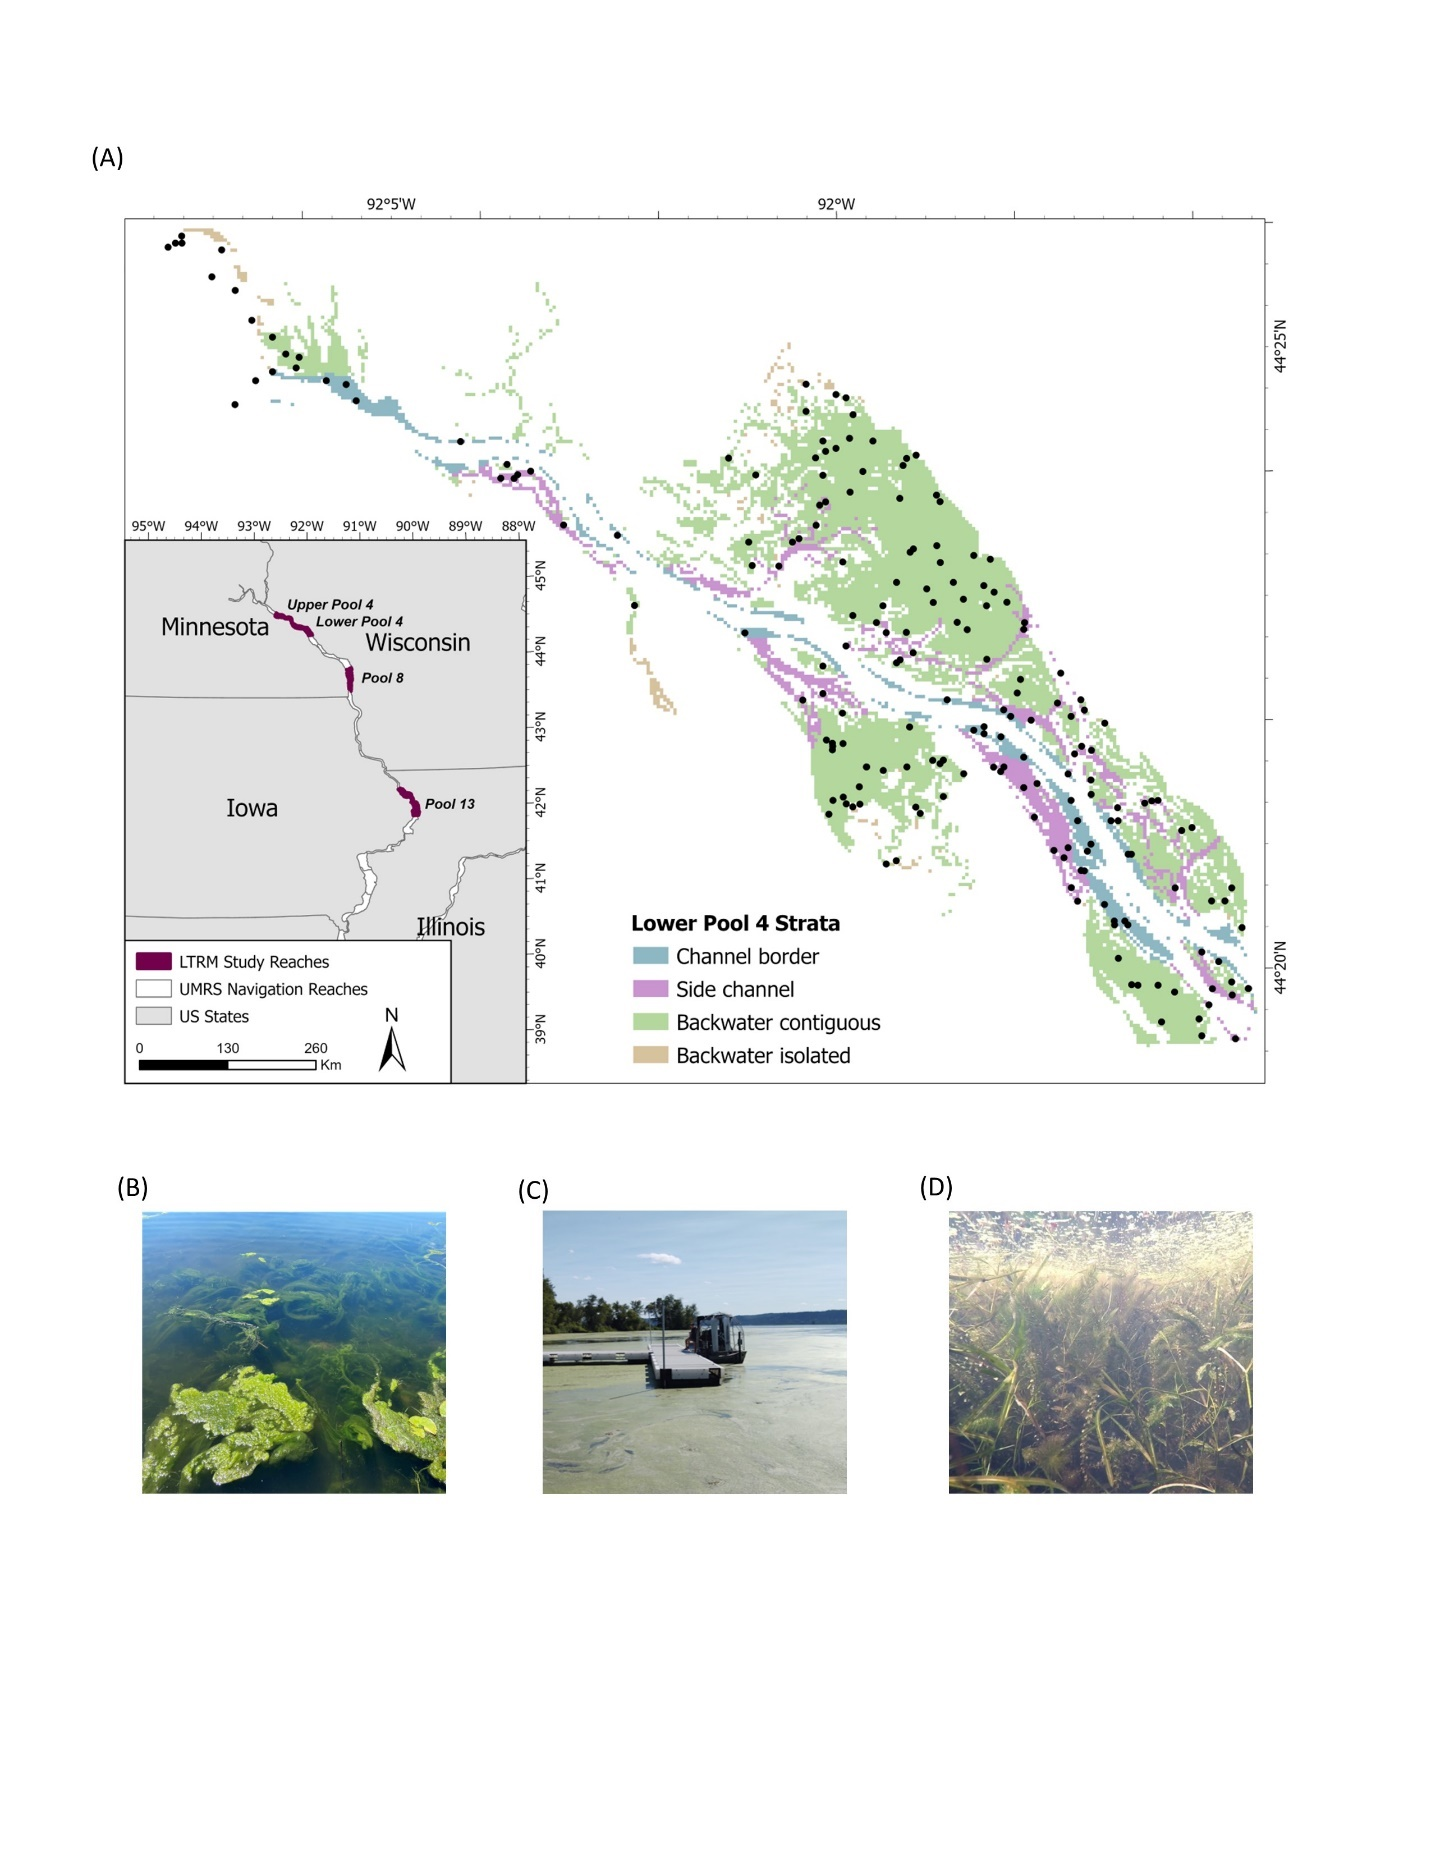 (A)
92°5'W
92°W
44°25'N
95°W 94°W 93°W 92°W 91°W 90°W 89°W 88°W
45°N
Upper Pool 4
Lower Pool 4
Minnesota
Wisconsin
44°N
Pool 8
43°N
42°N
Pool 13
Iowa
41°N
Illinois
40°N
39°N
LTRM Study Reaches
UMRS Navigation Reaches
US States
N
0 130 260
Km
Lower Pool 4 Strata
Channel border
Side channel
Backwater contiguous
Backwater isolated
44°20'N
(B)
(C)
(D)